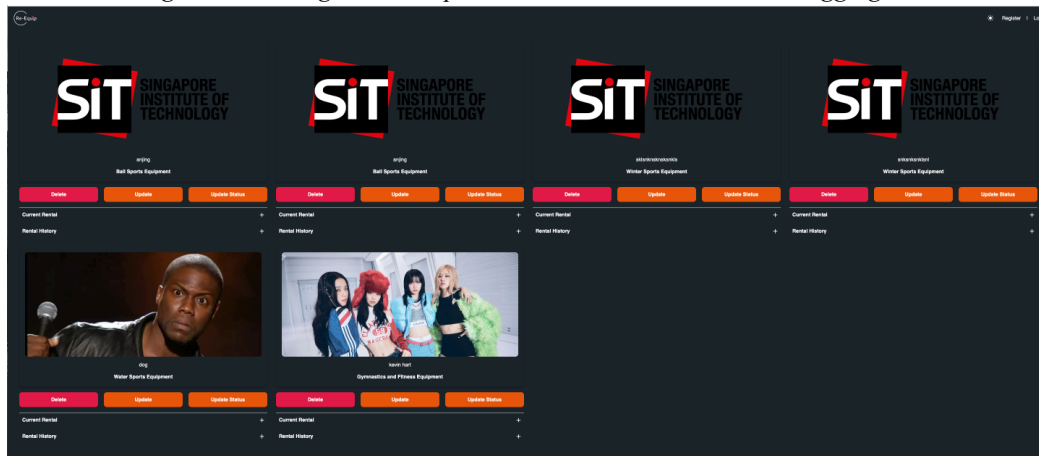 Re-Equip
Register | Lo
SiT SINGAPORE INSTITUTE OF TECHNOLOGY
SiT SINGAPORE INSTITUTE OF TECHNOLOGY
SiT SINGAPORE INSTITUTE OF TECHNOLOGY
SiT SINGAPORE INSTITUTE OF TECHNOLOGY
anjing
anjing
Ball Sports Equipment
Ball Sports Equipment
Winter Sports Equipment
Winter Sports Equipment
Delete Update Update Status
Delete Update Update Status
Delete Update Update Status
Delete Update Update Status
Current Rental +
Current Rental +
Current Rental +
Current Rental +
Rental History +
Rental History +
Rental History +
Rental History +
dog
kevin hart
Water Sports Equipment
Gymnastics and Fitness Equipment
Delete Update Update Status
Delete Update Update Status
Current Rental +
Current Rental +
Rental History +
Rental History +